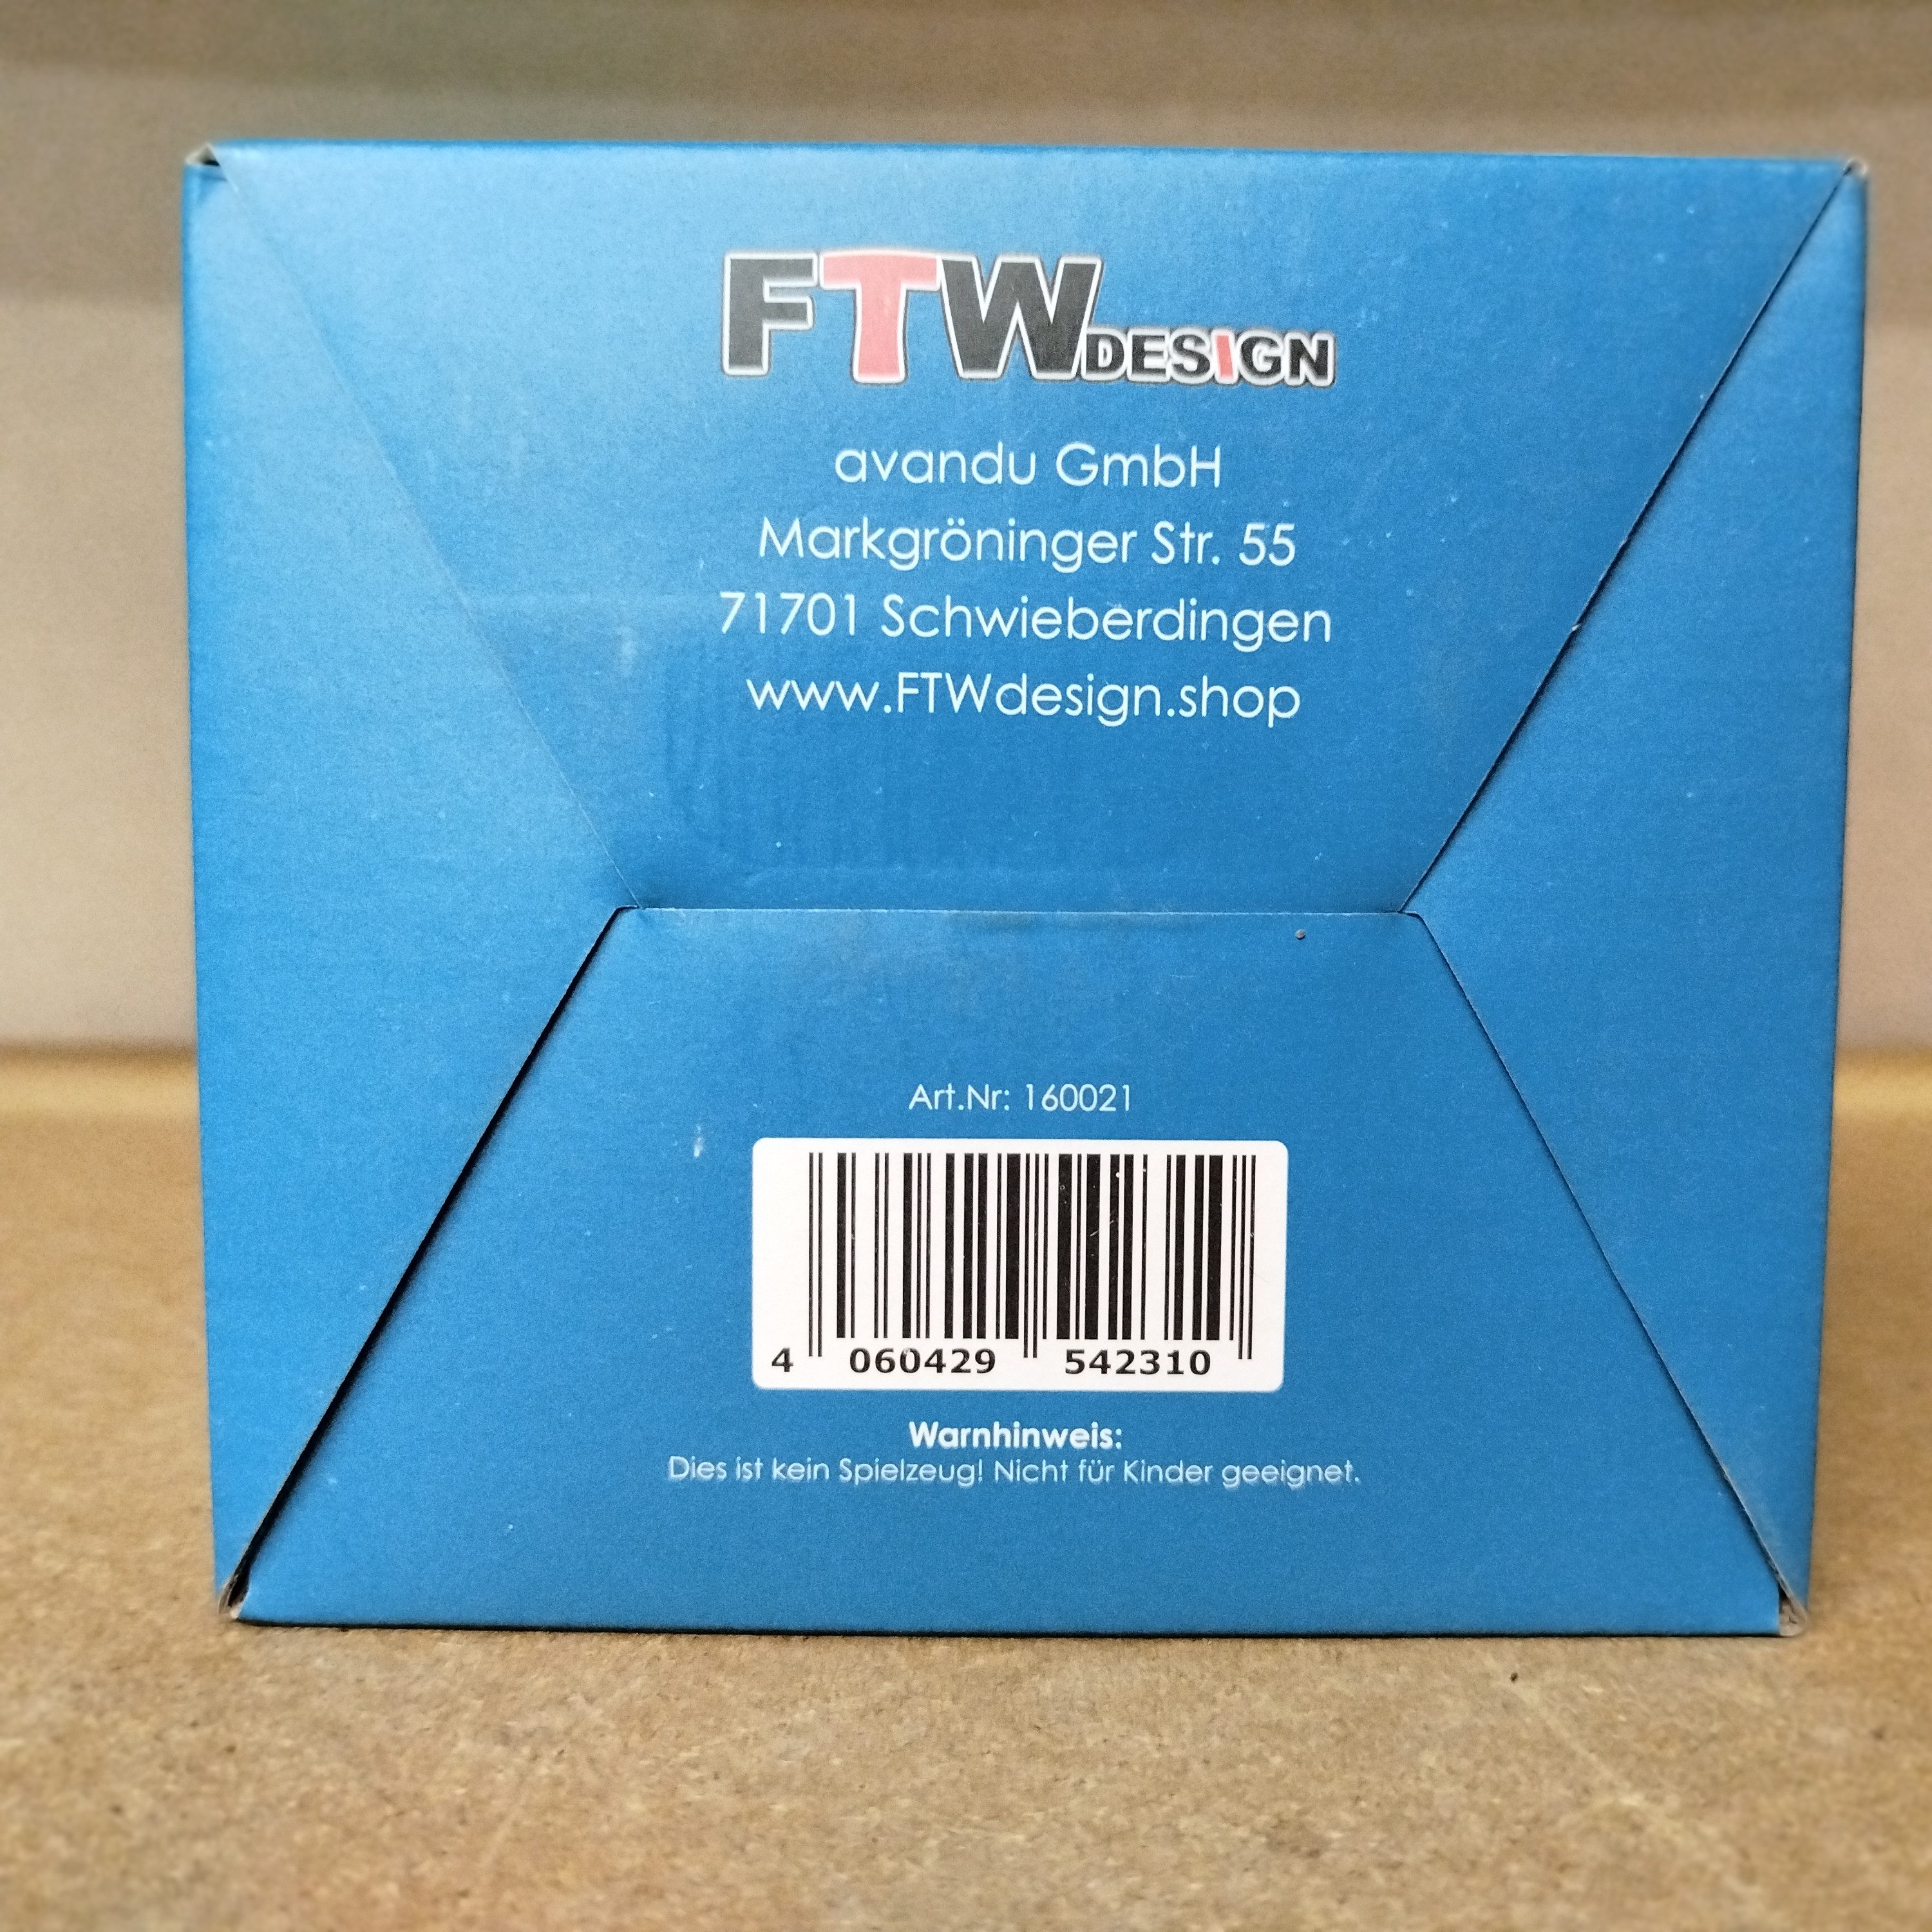 FTWDESIGN
avandu GmbH
Markgröninger Str. 55
71701 Schwieberdingen
www.FTWdesign.shop
Art.Nr: 160021
4 060429 542310
Warnhinweis:
Dies ist kein Spielzeug! Nicht für Kinder geeignet.